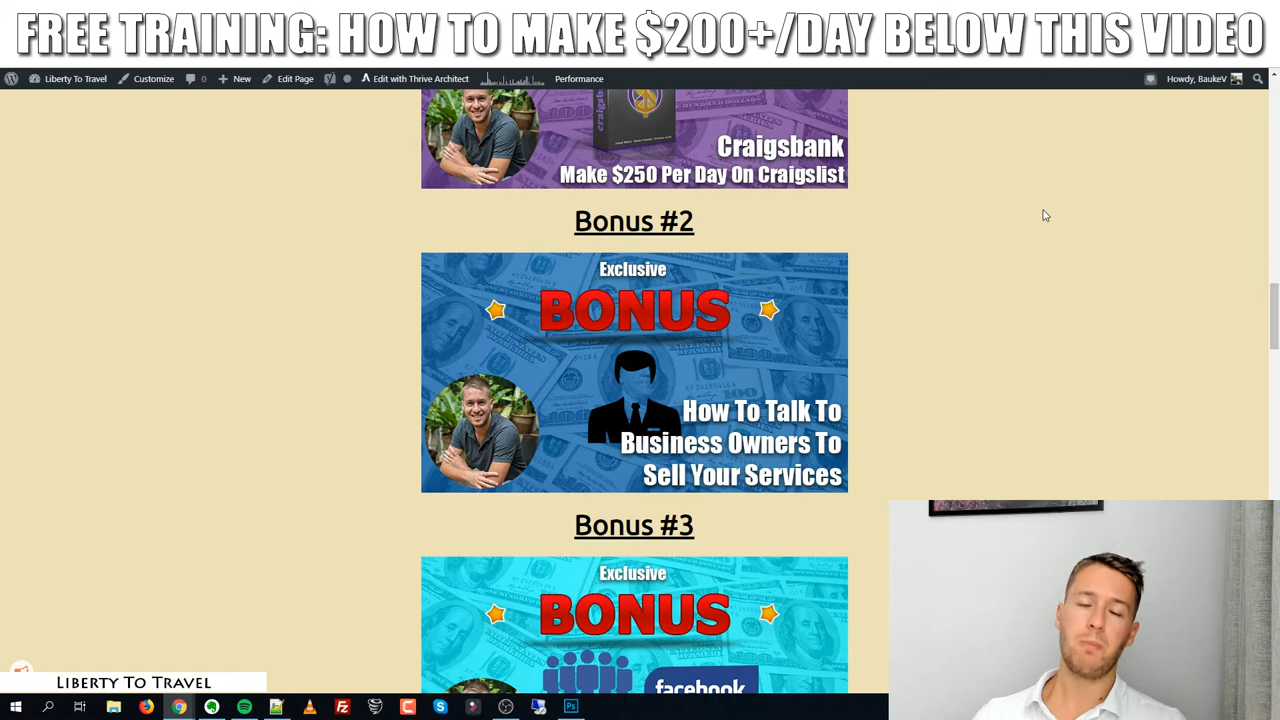 FREE TRAINING: HOW TO MAKE $200+/DAY BELOW THIS VIDEO
Liberty To Travel Customize 0 New Edit Page Edit with Thrive Architect Performance Howdy, BaukeV
Craigsbank
Make $250 Per Day On Craigslist
Bonus #2
Exclusive
BONUS
How To Talk To
Business Owners To
Sell Your Services
Bonus #3
Exclusive
BONUS
facebook
LIBERTY TO TRAVEL
Ps